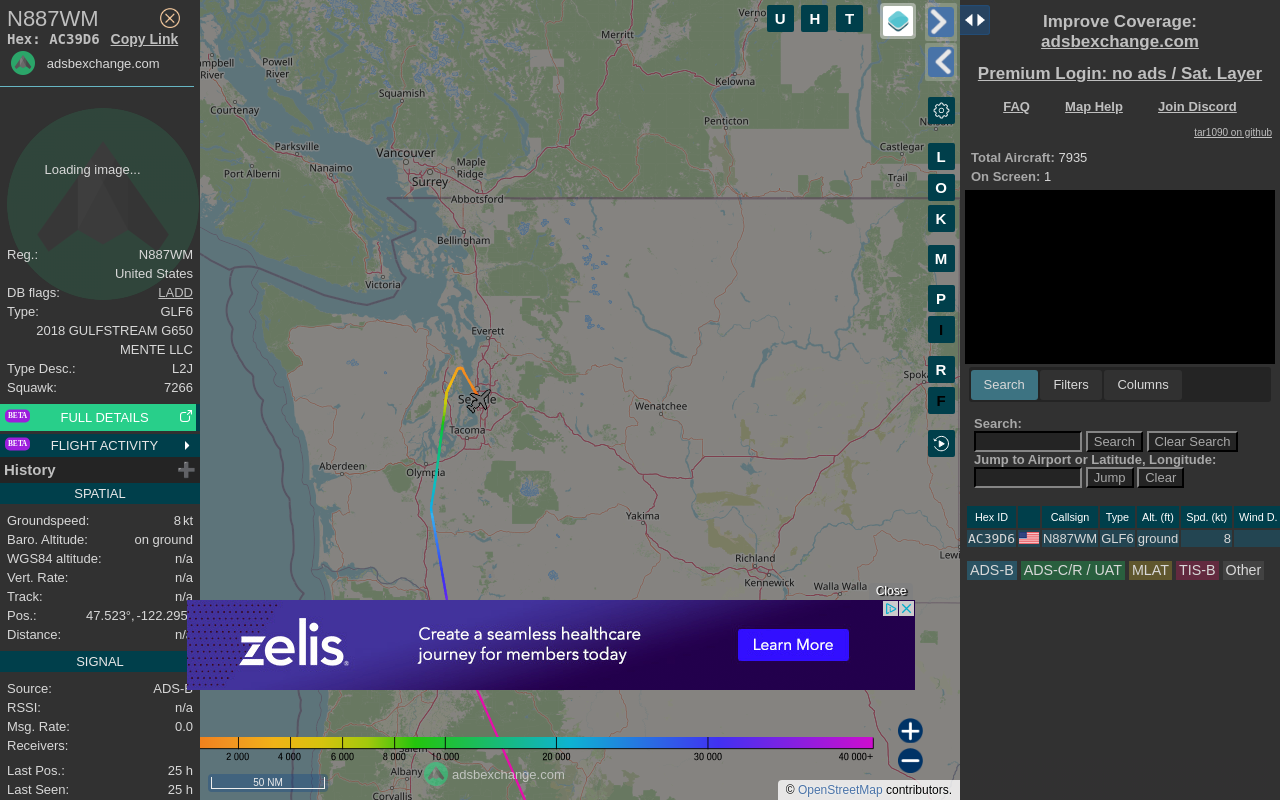 N887WM
Hex: AC39D6 Copy Link
adsbexchange.com
Loading image...
Reg.: N887WM
United States
DB flags: LADD
Type: GLF6
2018 GULFSTREAM G650
MENTE LLC
Type Desc.: L2J
Squawk: 7266
BETA FULL DETAILS
BETA FLIGHT ACTIVITY
History
SPATIAL
Groundspeed: 8 kt
Baro. Altitude: on ground
WGS84 altitude: n/a
Vert. Rate: n/a
Track: n/a
Pos.: 47.523°, -122.295
Distance: n/a
SIGNAL
Source: ADS-B
RSSI: n/a
Msg. Rate: 0.0
Receivers:
Last Pos.: 25 h
Last Seen: 25 h
U H T
L
O
K
M
P
I
R
F
Merritt
Powell
River
River
Squamish
Kelowna
Courtenay
Penticton
Parksville
Vancouver
Castlegar
Nanaimo
Maple
Ridge
Port Alberni
Surrey
Trail
Abbotsford
Bellingham
Victoria
Everett
Spok
Wenatchee
Tacoma
Aberdeen
Olympia
Yakima
Richland
Lewi
Kennewick
Walla Walla
Albany
Corvallis
Close
zelis®
Create a seamless healthcare
journey for members today
Learn More
2 000 4 000 6 000 8 000 10 000 20 000 30 000 40 000+
adsbexchange.com
50 NM
© OpenStreetMap contributors.
Improve Coverage:
adsbexchange.com
Premium Login: no ads / Sat. Layer
FAQ Map Help Join Discord
tar1090 on github
Total Aircraft: 7935
On Screen: 1
Search Filters Columns
Search:
Search Clear Search
Jump to Airport or Latitude, Longitude:
Jump Clear
Hex ID Callsign Type Alt. (ft) Spd. (kt) Wind D.
AC39D6 N887WM GLF6 ground 8
ADS-B ADS-C/R / UAT MLAT TIS-B Other